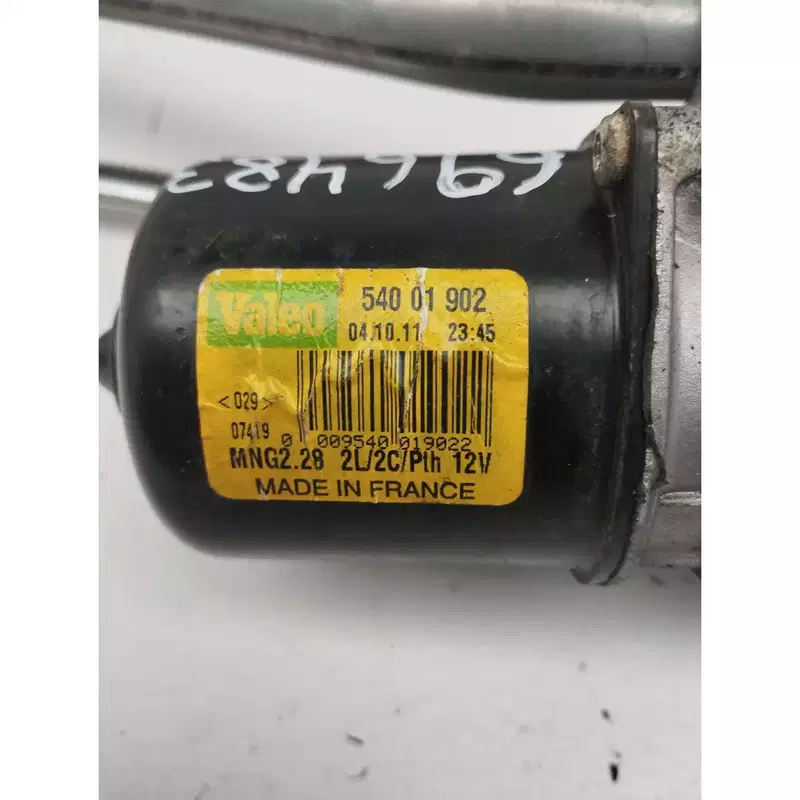 696483
Valeo 540 01 902
04.10.11 23:45
<029>
07419
0 009540 019022
MNG2.28 2L/2C/Pth 12V
MADE IN FRANCE